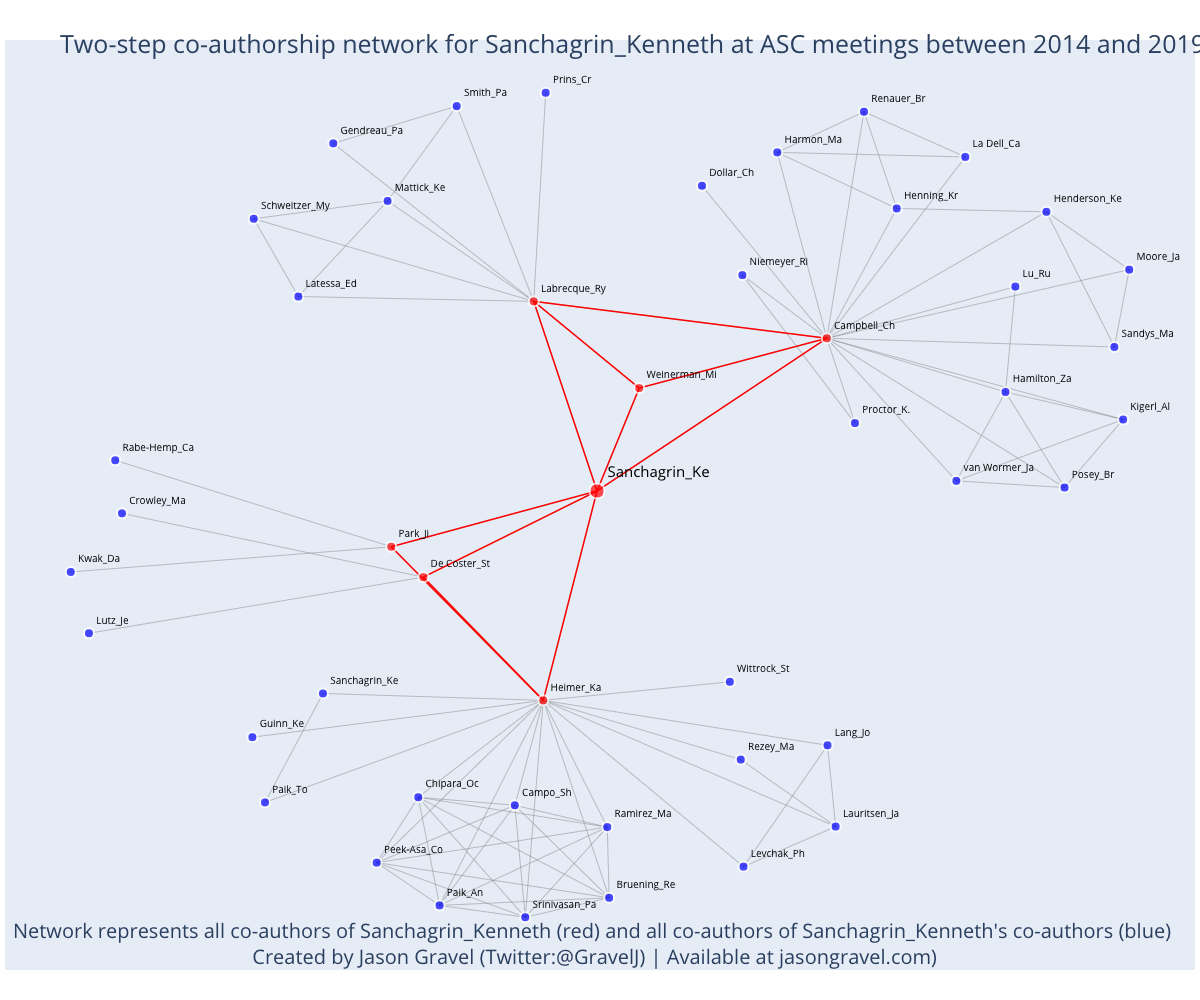 Two-step co-authorship network for Sanchagrin_Kenneth at ASC meetings between 2014 and 2019
Prins_Cr
Smith_Pa
Renauer_Br
Gendreau_Pa
Harmon_Ma
La Dell_Ca
Dollar_Ch
Mattick_Ke
Henning_Kr
Henderson_Ke
Schweitzer_My
Moore_Ja
Niemeyer_Ri
Lu_Ru
Latessa_Ed
Labrecque_Ry
Campbell_Ch
Sandys_Ma
Weinerman_Mi
Hamilton_Za
Kigerl_Al
Proctor_K.
Rabe-Hemp_Ca
Sanchagrin_Ke
van Wormer_Ja
Posey_Br
Crowley_Ma
Park_Ji
Kwak_Da
De Coster_St
Lutz_Je
Wittrock_St
Sanchagrin_Ke
Heimer_Ka
Guinn_Ke
Lang_Jo
Rezey_Ma
Paik_To
Chipara_Oc
Campo_Sh
Ramirez_Ma
Lauritsen_Ja
Peek-Asa_Co
Levchak_Ph
Paik_An
Bruening_Re
Srinivasan_Pa
Network represents all co-authors of Sanchagrin_Kenneth (red) and all co-authors of Sanchagrin_Kenneth's co-authors (blue)
Created by Jason Gravel (Twitter:@GravelJ) | Available at jasongravel.com)